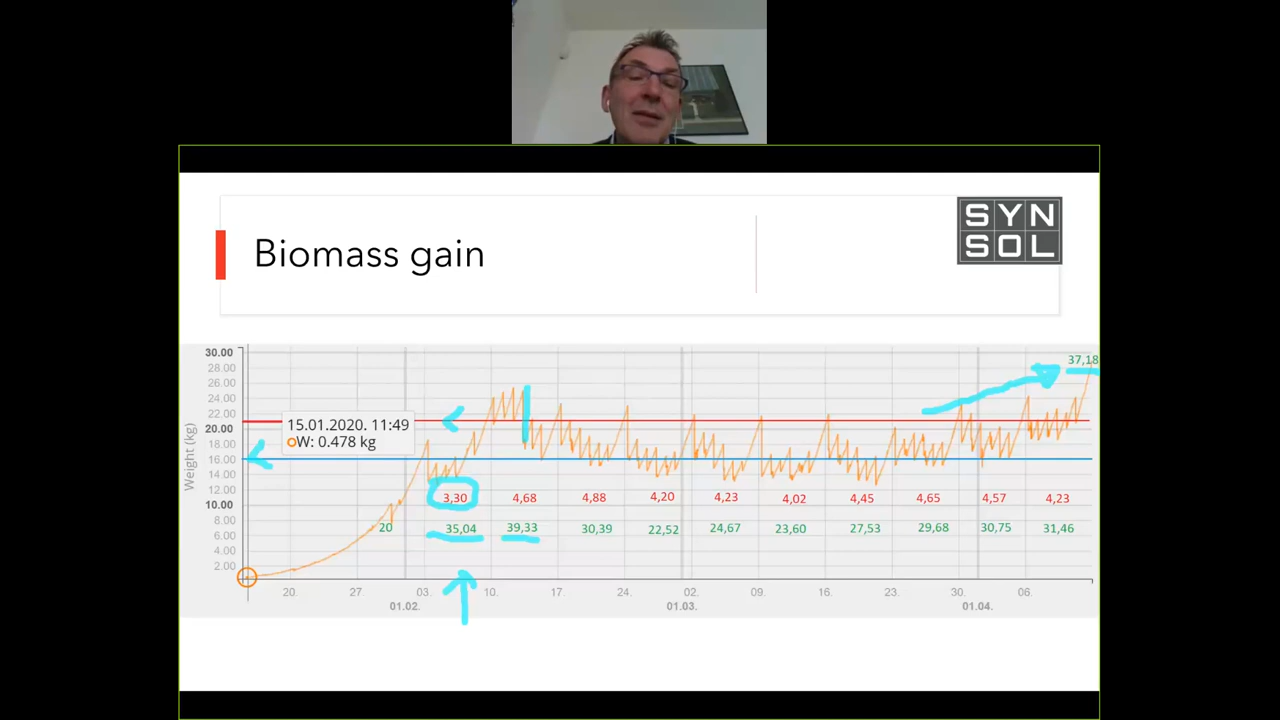 Biomass gain
SYN
SOL
30.00
28.00
26.00
24.00
22.00
20.00
18.00
16.00
14.00
12.00
10.00
8.00
6.00
4.00
2.00
Weight (kg)
15.01.2020. 11:49
W: 0.478 kg
37,18
3,30 4,68 4,88 4,20 4,23 4,02 4,45 4,65 4,57 4,23
20 35,04 39,33 30,39 22,52 24,67 23,60 27,53 29,68 30,75 31,46
20. 27. 03. 10. 17. 24. 02. 09. 16. 23. 30. 06.
01.02. 01.03. 01.04.